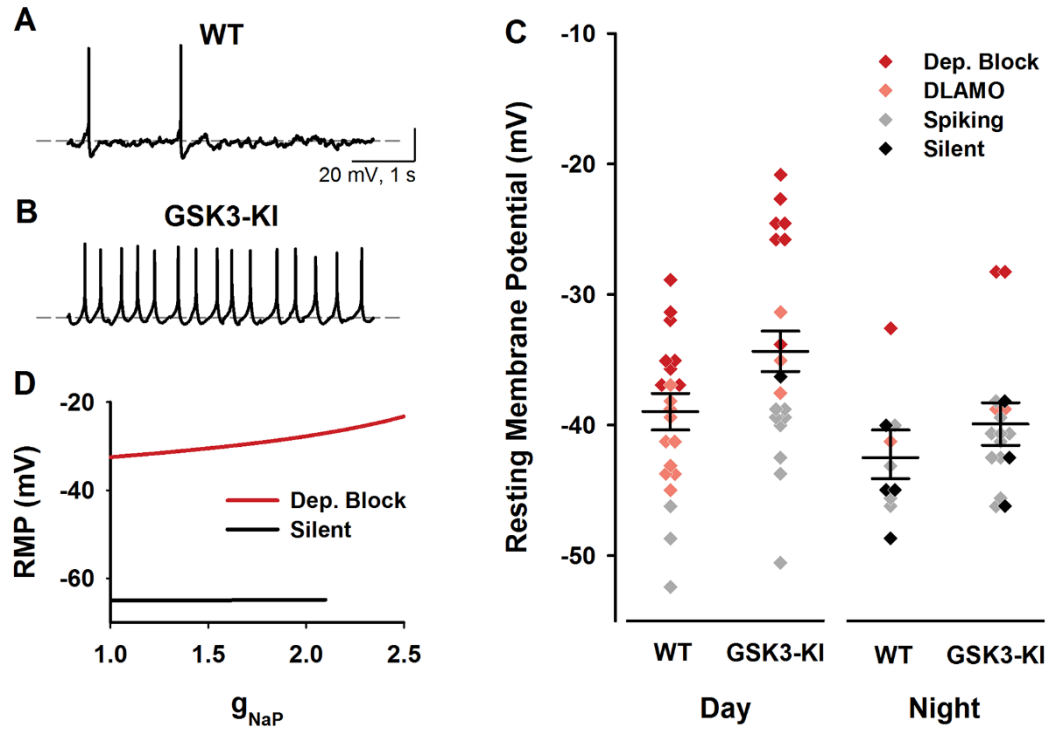 A
WT
20 mV, 1 s
B
GSK3-KI
D
RMP (mV)
-20
-40
-60
Dep. Block
Silent
1.0 1.5 2.0 2.5
gNaP
C
Resting Membrane Potential (mV)
-10
-20
-30
-40
-50
Dep. Block
DLAMO
Spiking
Silent
WT GSK3-KI WT GSK3-KI
Day Night